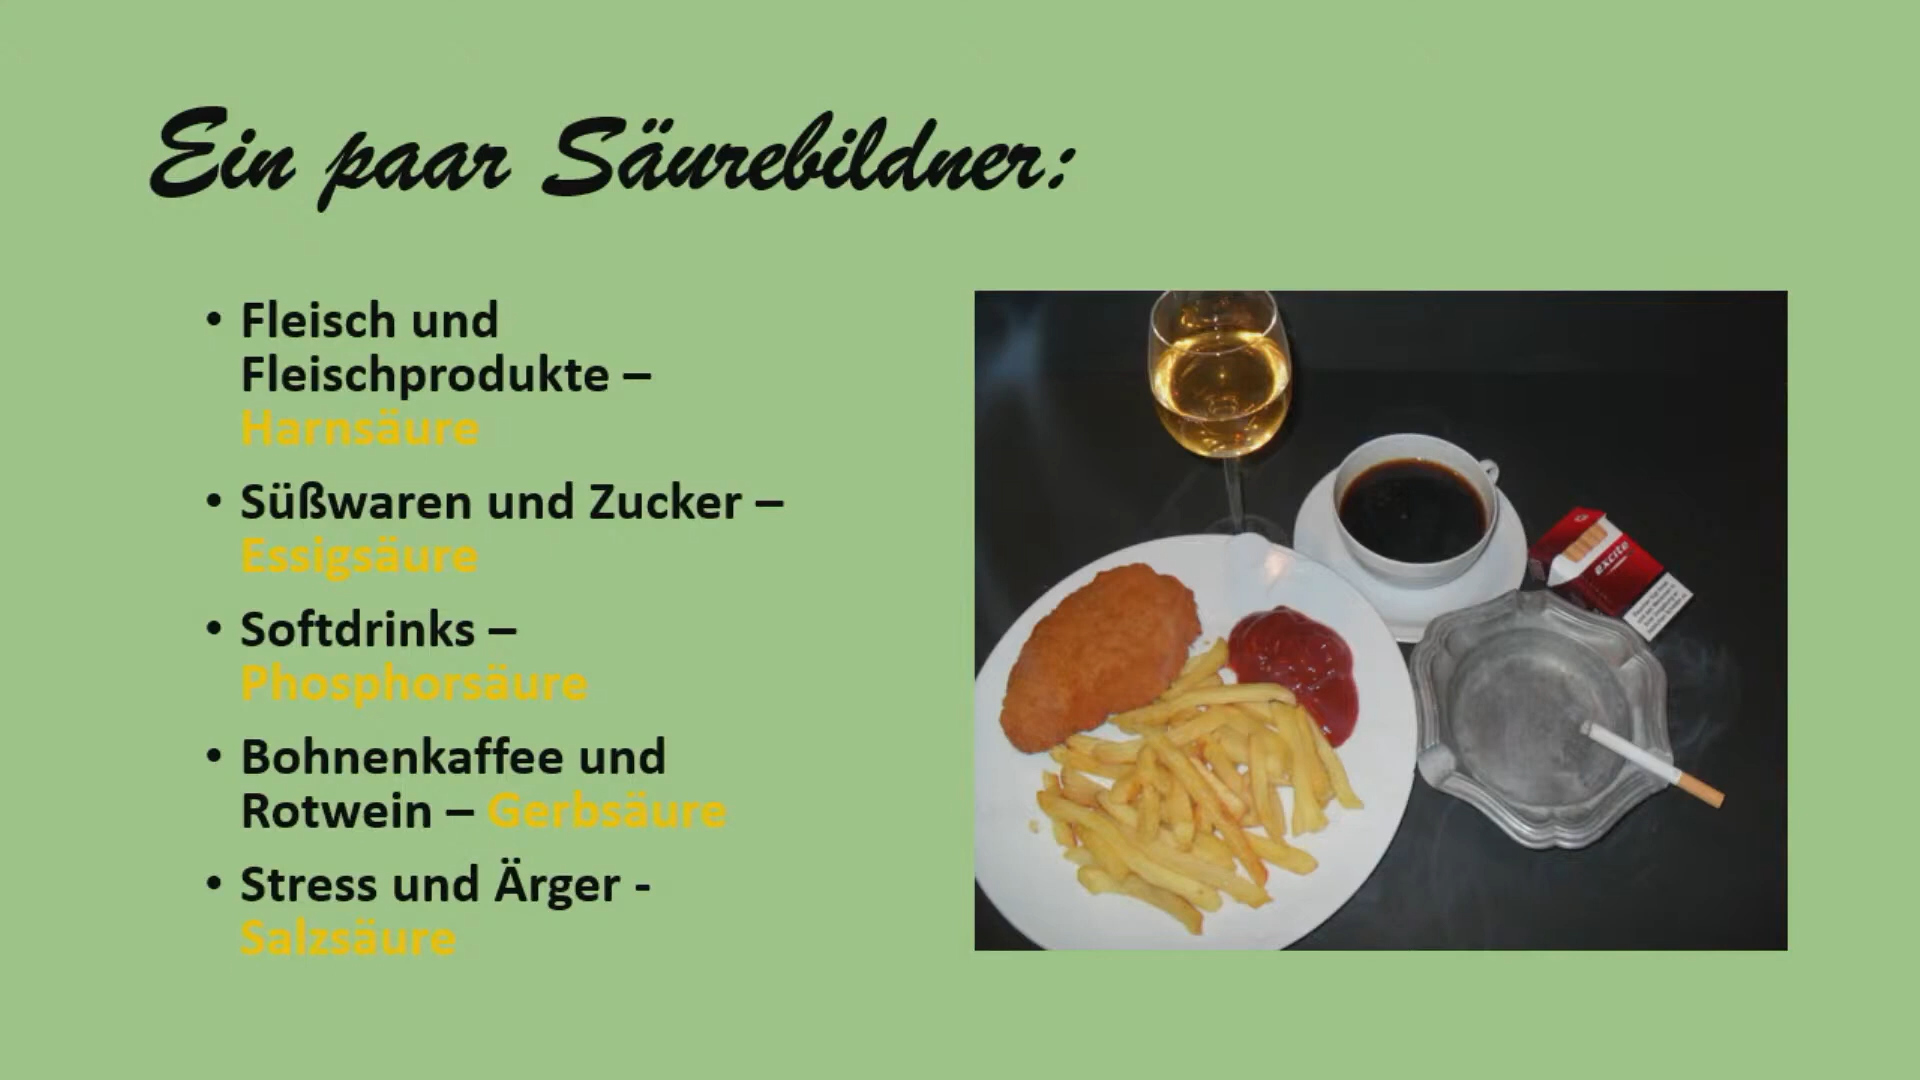 Ein paar Säurebildner:
• Fleisch und
Fleischprodukte –
Harnsäure
• Süßwaren und Zucker –
Essigsäure
• Softdrinks –
Phosphorsäure
• Bohnenkaffee und
Rotwein – Gerbsäure
• Stress und Ärger -
Salzsäure
excite